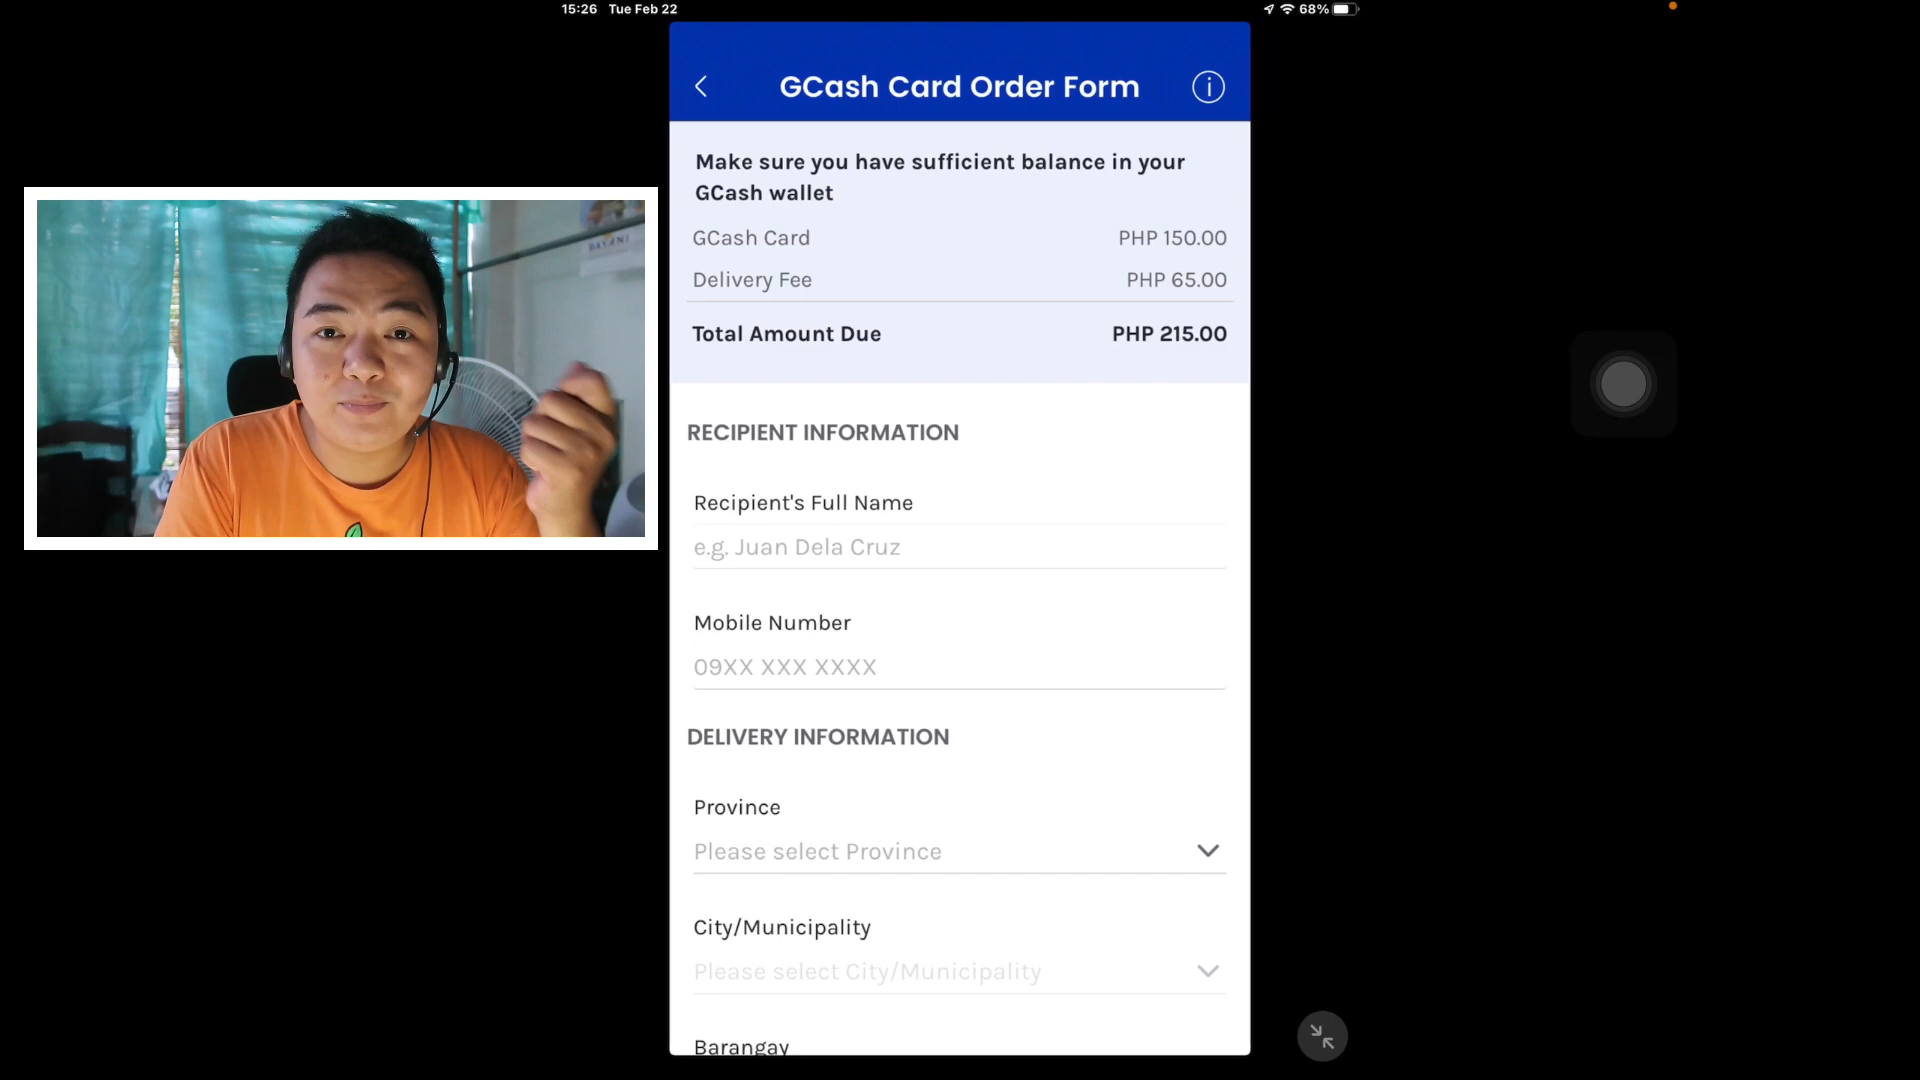 15:26 Tue Feb 22
68%
GCash Card Order Form
Make sure you have sufficient balance in your
GCash wallet
GCash Card PHP 150.00
Delivery Fee PHP 65.00
Total Amount Due PHP 215.00
RECIPIENT INFORMATION
Recipient's Full Name
e.g. Juan Dela Cruz
Mobile Number
09XX XXX XXXX
DELIVERY INFORMATION
Province
Please select Province
City/Municipality
Please select City/Municipality
Barangay